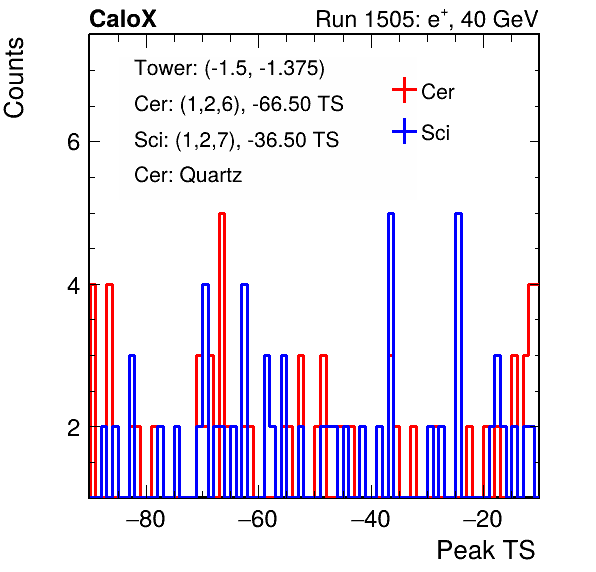 CaloX Run 1505: e⁺, 40 GeV
Counts
Tower: (-1.5, -1.375)
Cer: (1,2,6), -66.50 TS
Sci: (1,2,7), -36.50 TS
Cer: Quartz
Cer
Sci
6
4
2
−80 −60 −40 −20
Peak TS